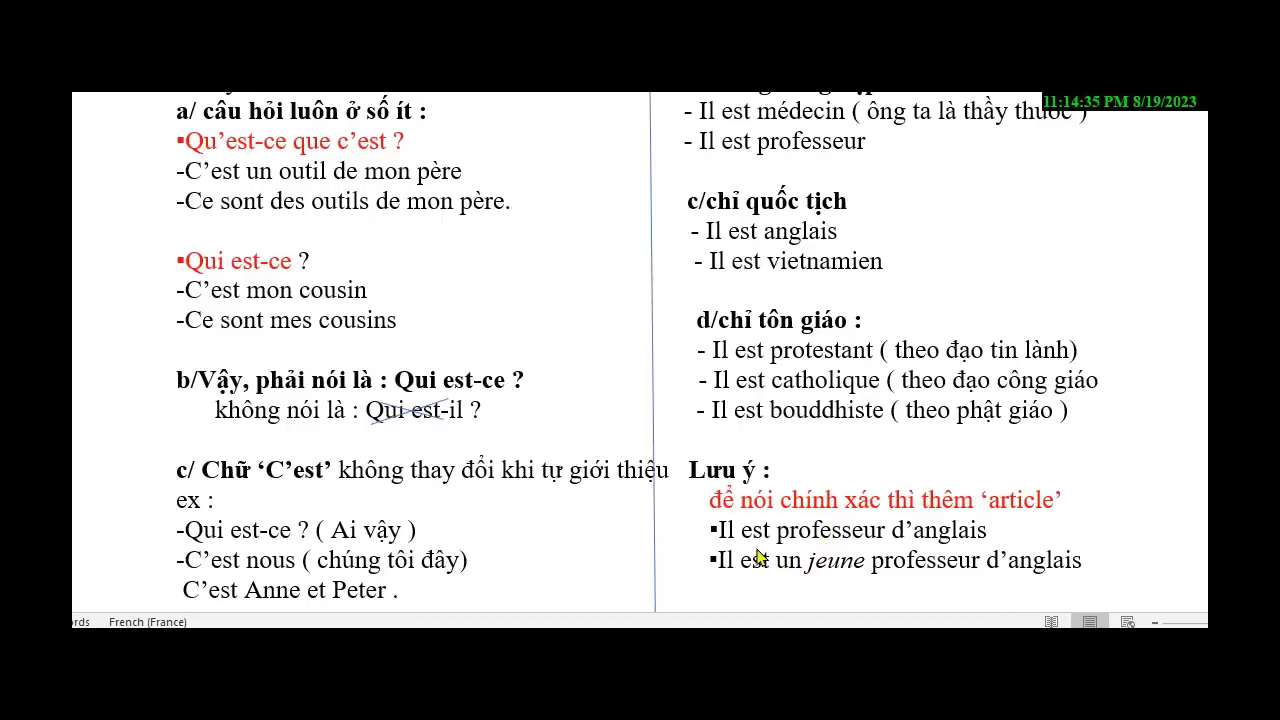 a/ câu hỏi luôn ở số ít :
▪Qu’est-ce que c’est ?
-C’est un outil de mon père
-Ce sont des outils de mon père.
▪Qui est-ce ?
-C’est mon cousin
-Ce sont mes cousins
b/Vậy, phải nói là : Qui est-ce ?
không nói là : Qui est-il ?
c/ Chữ ‘C’est’ không thay đổi khi tự giới thiệu
ex :
-Qui est-ce ? ( Ai vậy )
-C’est nous ( chúng tôi đây)
C’est Anne et Peter .
11:14:35 PM 8/19/2023
- Il est médecin ( ông ta là thầy thuốc )
- Il est professeur
c/chỉ quốc tịch
- Il est anglais
- Il est vietnamien
d/chỉ tôn giáo :
- Il est protestant ( theo đạo tin lành)
- Il est catholique ( theo đạo công giáo
- Il est bouddhiste ( theo phật giáo )
Lưu ý :
để nói chính xác thì thêm ‘article’
▪Il est professeur d’anglais
▪Il est un jeune professeur d’anglais
French (France)